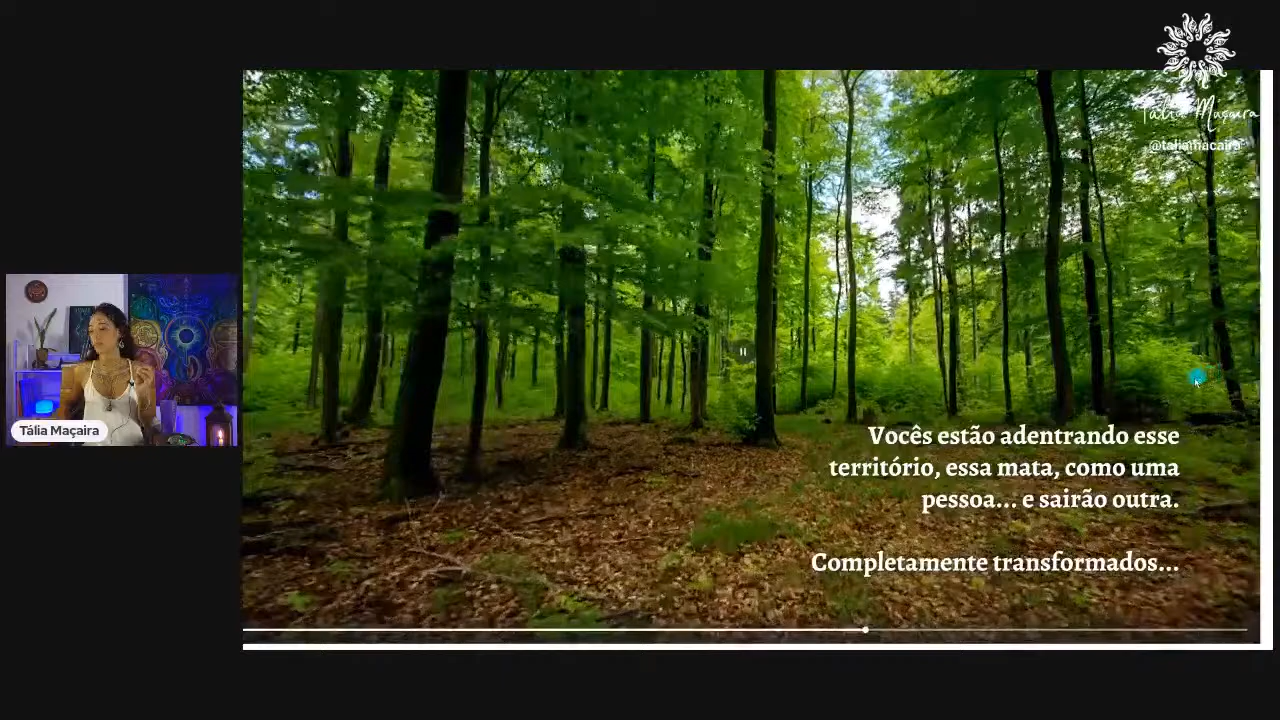 Tália Maçaira
@taliamacaira
Tália Maçaira
Vocês estão adentrando esse
território, essa mata, como uma
pessoa... e sairão outra.
Completamente transformados...